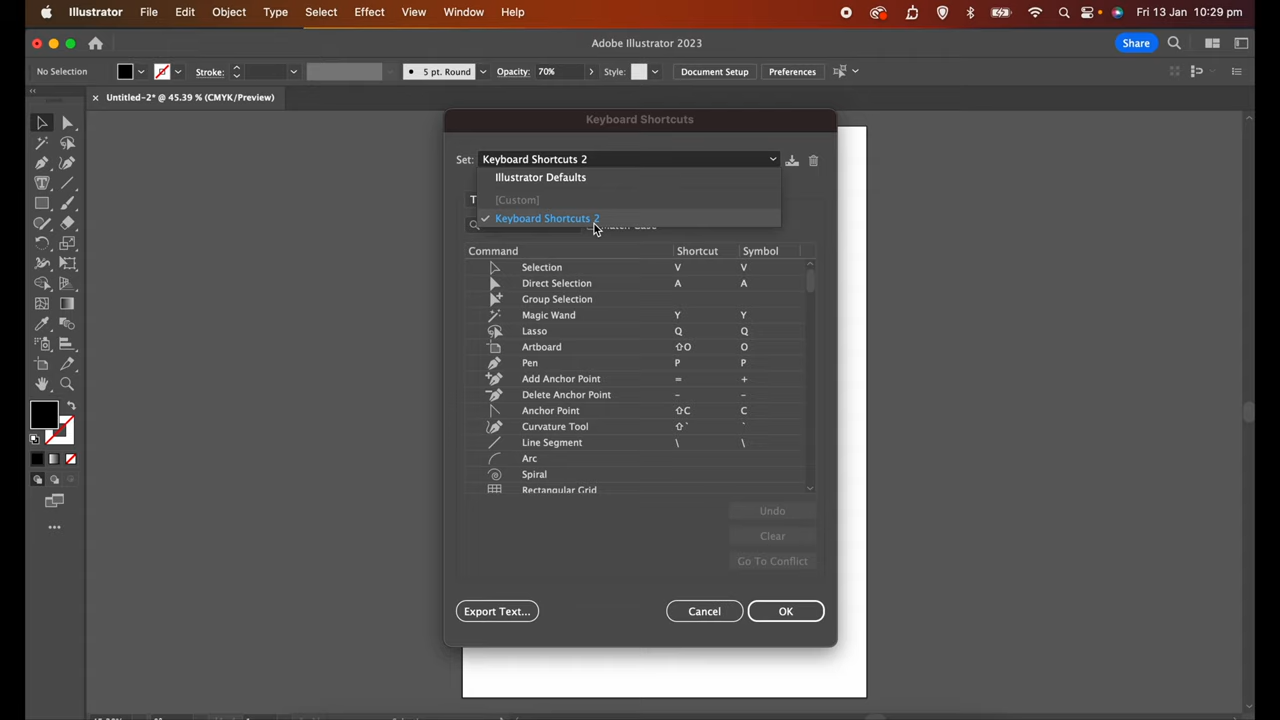 Illustrator File Edit Object Type Select Effect View Window Help Fri 13 Jan 10:29 pm
Adobe Illustrator 2023 Share
No Selection Stroke: 5 pt. Round Opacity: 70% Style: Document Setup Preferences
Untitled-2* @ 45.39 % (CMYK/Preview)
Keyboard Shortcuts
Set: Keyboard Shortcuts 2
Illustrator Defaults
[Custom]
Keyboard Shortcuts 2
Command Shortcut Symbol
Selection V V
Direct Selection A A
Group Selection
Magic Wand Y Y
Lasso Q Q
Artboard ⇧O O
Pen P P
Add Anchor Point = +
Delete Anchor Point - -
Anchor Point ⇧C C
Curvature Tool ⇧` `
Line Segment \ \
Arc
Spiral
Rectangular Grid
Undo
Clear
Go To Conflict
Export Text... Cancel OK